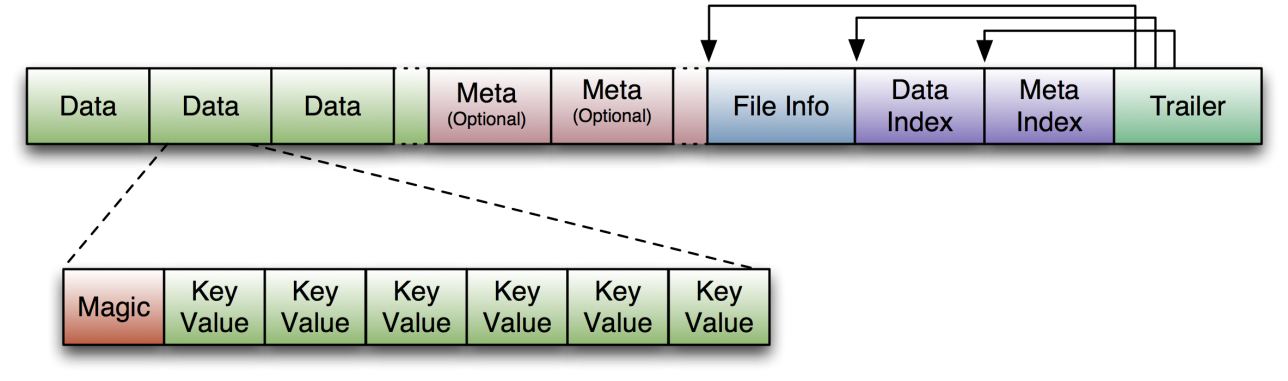 Data
Data
Data
Meta
(Optional)
Meta
(Optional)
File Info
Data
Index
Meta
Index
Trailer
Magic
Key
Value
Key
Value
Key
Value
Key
Value
Key
Value
Key
Value